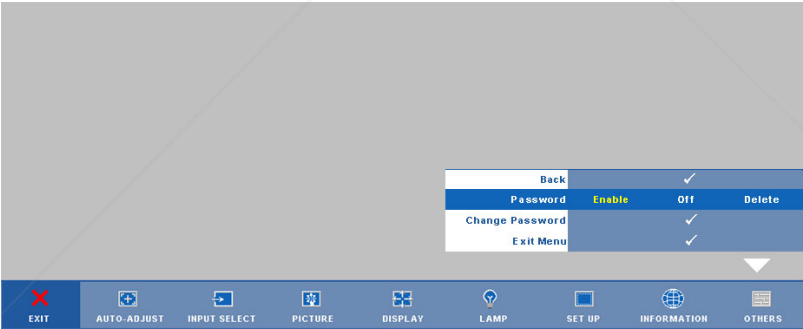 Back
Password Enable Off Delete
Change Password
Exit Menu
EXIT AUTO-ADJUST INPUT SELECT PICTURE DISPLAY LAMP SET UP INFORMATION OTHERS